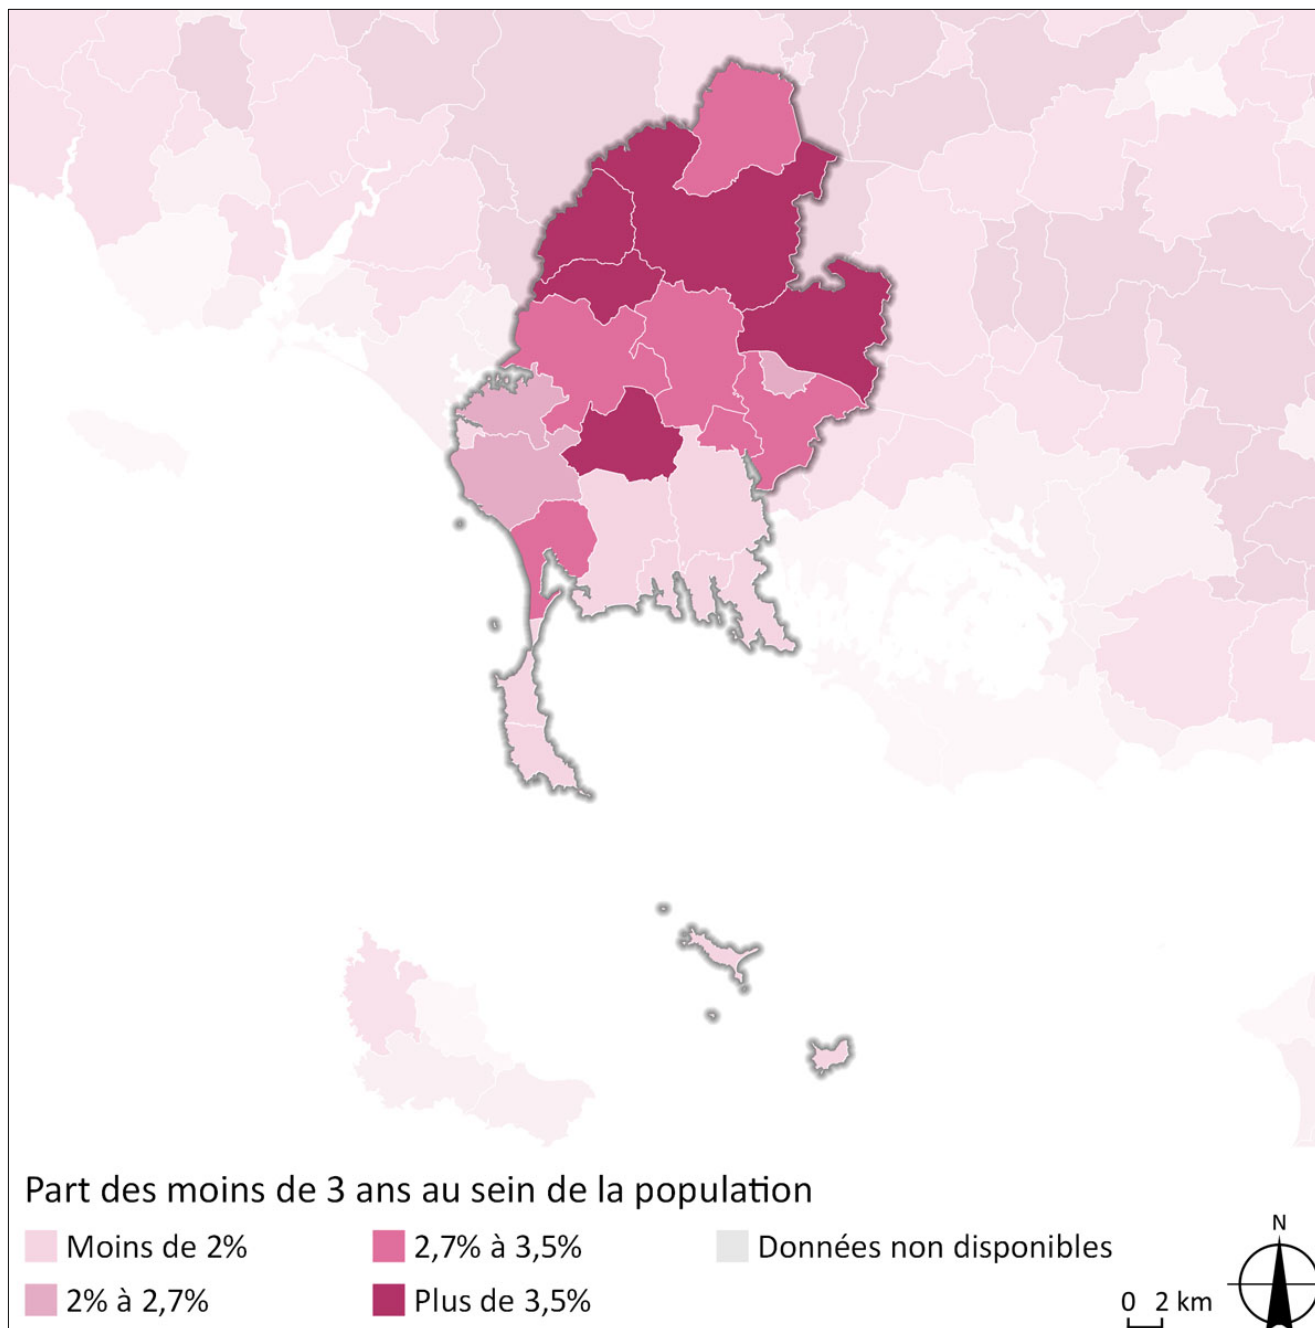 Part des moins de 3 ans au sein de la population
Moins de 2%
2% à 2,7%
2,7% à 3,5%
Plus de 3,5%
Données non disponibles
0 2 km
N